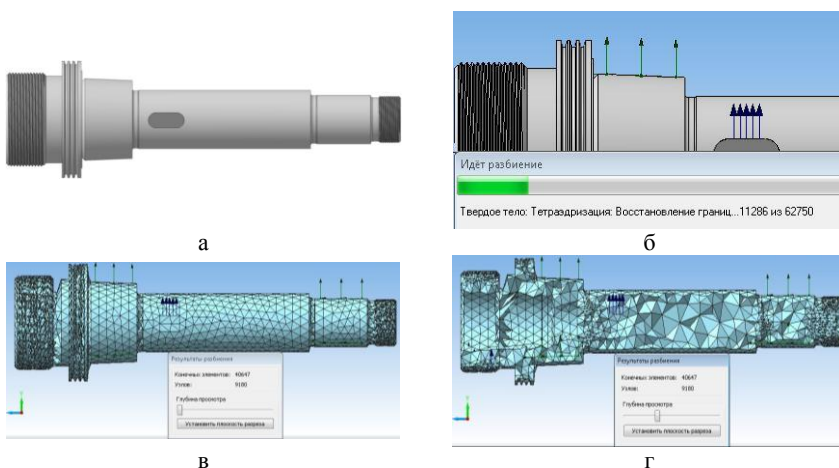 а
Идёт разбиение
Твердое тело: Тетраэдризация: Восстановление границ...11286 из 62750
б
Результаты разбиения
Конечных элементов: 40647
Узлов: 9180
Глубина просмотра
Установить плоскость разреза
в
Результаты разбиения
Конечных элементов: 40647
Узлов: 9180
Глубина просмотра
Установить плоскость разреза
г